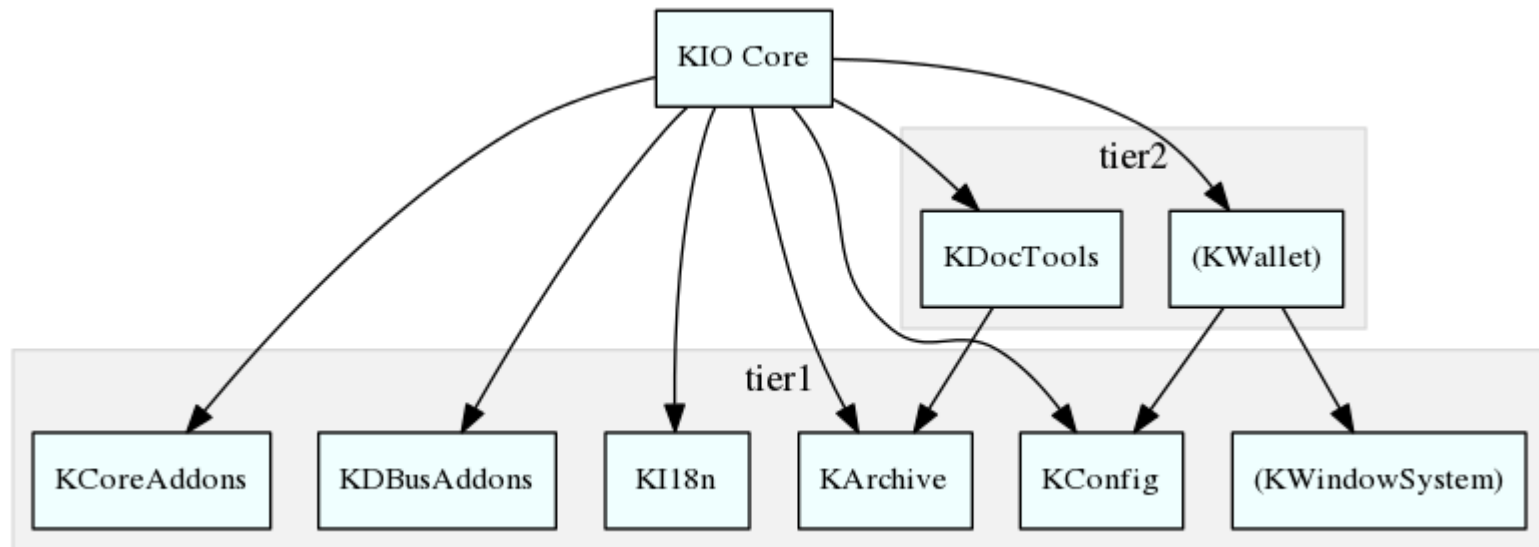 KIO Core
tier2
KDocTools
(KWallet)
tier1
KCoreAddons
KDBusAddons
KI18n
KArchive
KConfig
(KWindowSystem)